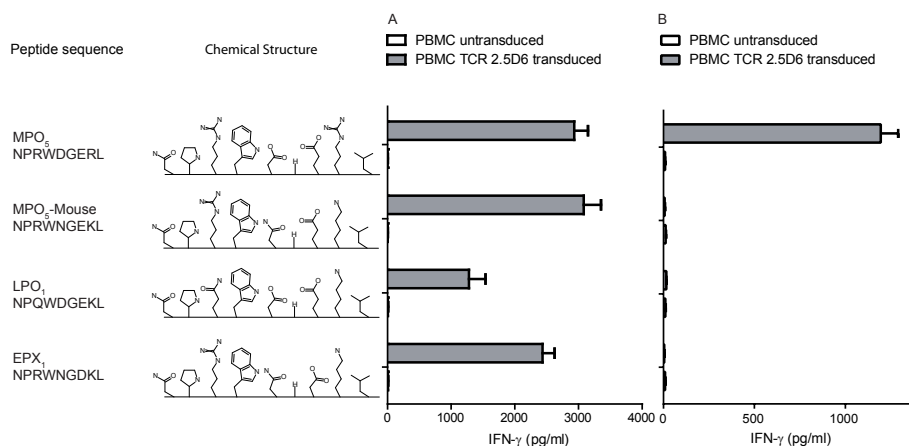 A
B
PBMC untransduced
PBMC TCR 2.5D6 transduced
PBMC untransduced
PBMC TCR 2.5D6 transduced
Peptide sequence
Chemical Structure
MPO5
NPRWDGERL
MPO5-Mouse
NPRWNGEKL
LPO1
NPQWDGEKL
EPX1
NPRWNGDKL
0 1000 2000 3000 4000
IFN-γ (pg/ml)
0 500 1000
IFN-γ (pg/ml)